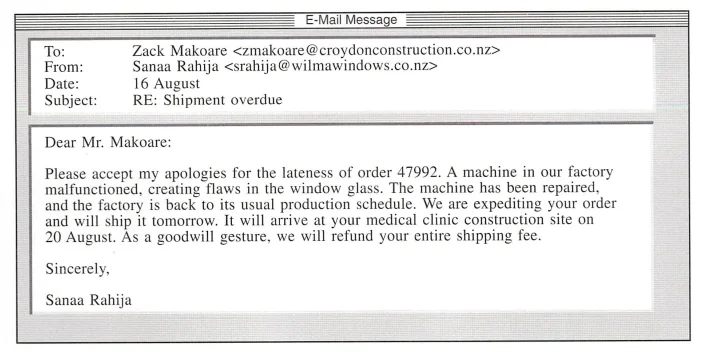 E-Mail Message
To: Zack Makoare <zmakoare@croydonconstruction.co.nz>
From: Sanaa Rahija <srahija@wilmawindows.co.nz>
Date: 16 August
Subject: RE: Shipment overdue
Dear Mr. Makoare:
Please accept my apologies for the lateness of order 47992. A machine in our factory
malfunctioned, creating flaws in the window glass. The machine has been repaired,
and the factory is back to its usual production schedule. We are expediting your order
and will ship it tomorrow. It will arrive at your medical clinic construction site on
20 August. As a goodwill gesture, we will refund your entire shipping fee.
Sincerely,
Sanaa Rahija